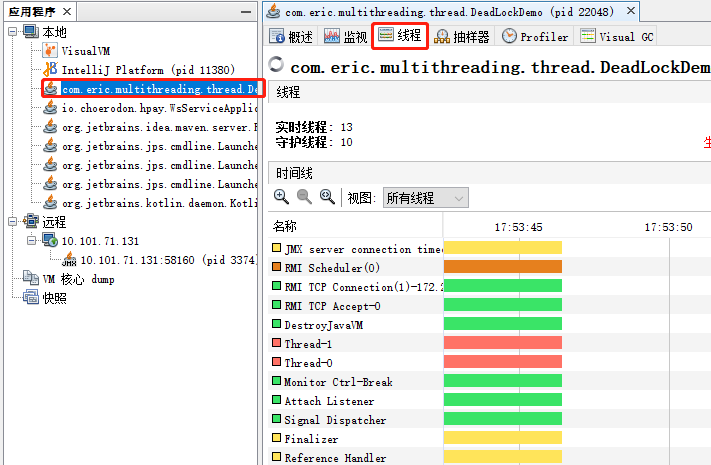 应用程序
本地
VisualVM
IntelliJ Platform (pid 11380)
com.eric.multithreading.thread.De
io.choerodon.hpay.WsServiceApplic
org.jetbrains.idea.maven.server.R
org.jetbrains.jps.cmdline.Launche
org.jetbrains.jps.cmdline.Launche
org.jetbrains.jps.cmdline.Launche
org.jetbrains.kotlin.daemon.Kotl
远程
10.101.71.131
10.101.71.131:58160 (pid 3374)
VM 核心 dump
快照
com.eric.multithreading.thread.DeadLockDemo (pid 22048)
概述 监视 线程 抽样器 Profiler Visual GC
com.eric.multithreading.thread.DeadLockDemo
线程
实时线程: 13
守护线程: 10
时间线
视图: 所有线程
名称 17:53:45 17:53:50
JMX server connection timeo
RMI Scheduler(0)
RMI TCP Connection(1)-172.2
RMI TCP Accept-0
DestroyJavaVM
Thread-1
Thread-0
Monitor Ctrl-Break
Attach Listener
Signal Dispatcher
Finalizer
Reference Handler